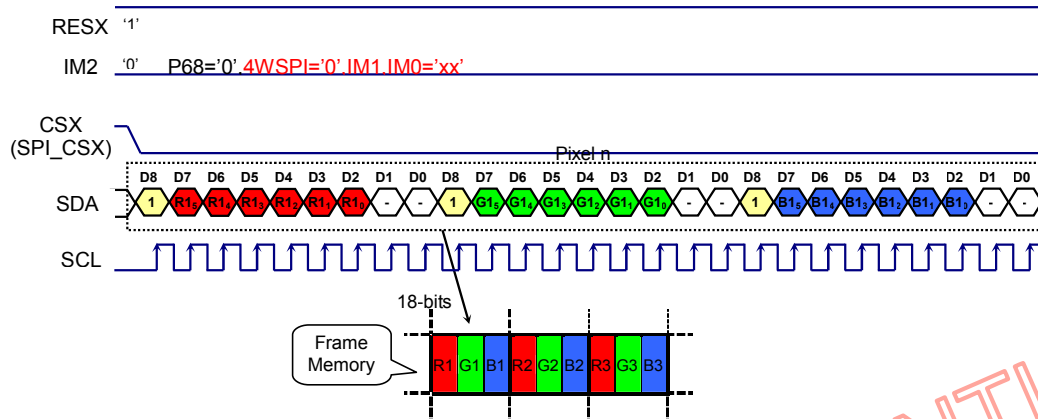 RESX '1'
IM2 '0' P68='0',4WSPI='0',IM1,IM0='xx'
CSX
(SPI_CSX)
Pixel n
D8 D7 D6 D5 D4 D3 D2 D1 D0 D8 D7 D6 D5 D4 D3 D2 D1 D0 D8 D7 D6 D5 D4 D3 D2 D1 D0
SDA 1 R1₅ R1₄ R1₃ R1₂ R1₁ R1₀ - - 1 G1₅ G1₄ G1₃ G1₂ G1₁ G1₀ - - 1 B1₅ B1₄ B1₃ B1₂ B1₁ B1₀ - -
SCL
18-bits
Frame
Memory
R1 G1 B1 R2 G2 B2 R3 G3 B3